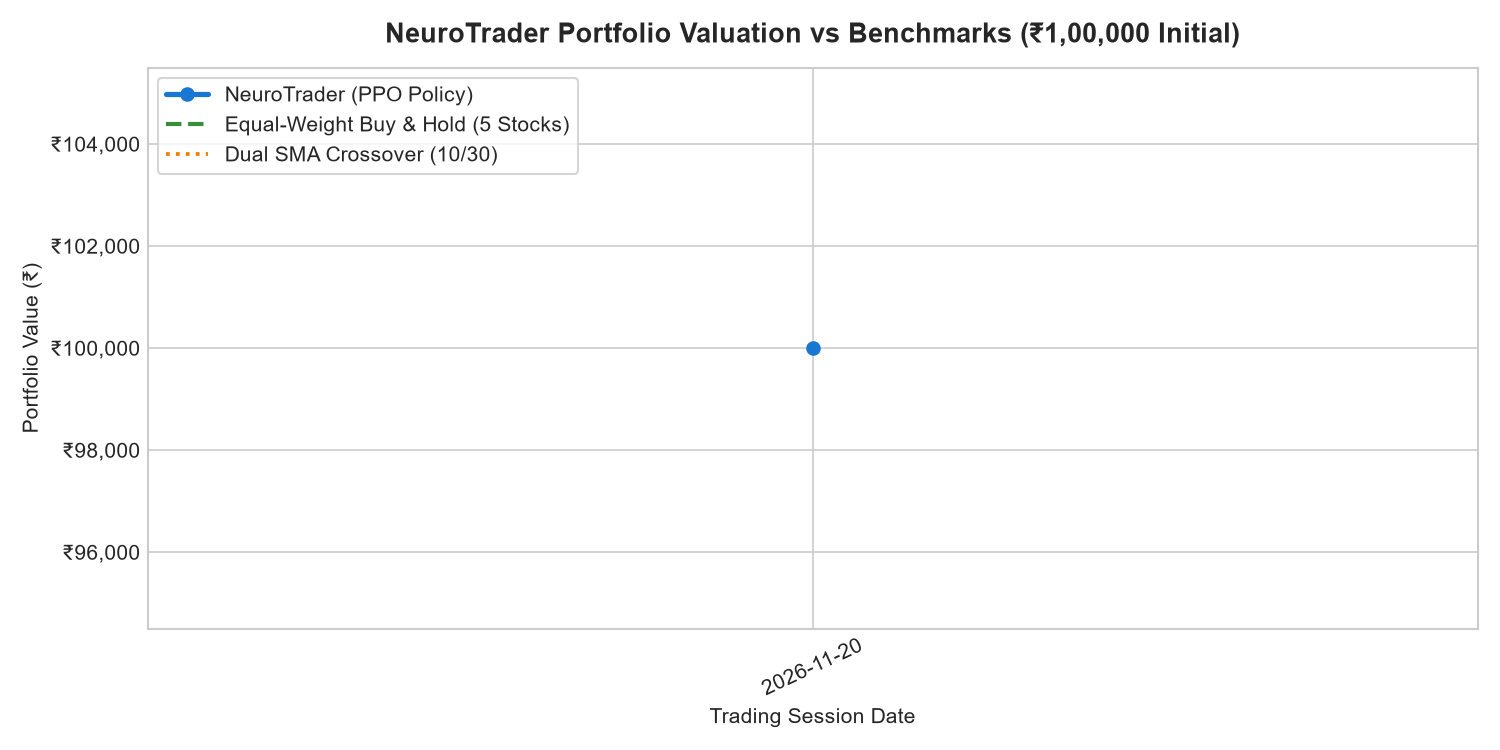 NeuroTrader Portfolio Valuation vs Benchmarks (₹1,00,000 Initial)
NeuroTrader (PPO Policy)
Equal-Weight Buy & Hold (5 Stocks)
Dual SMA Crossover (10/30)
Portfolio Value (₹)
₹104,000
₹102,000
₹100,000
₹98,000
₹96,000
2026-11-20
Trading Session Date